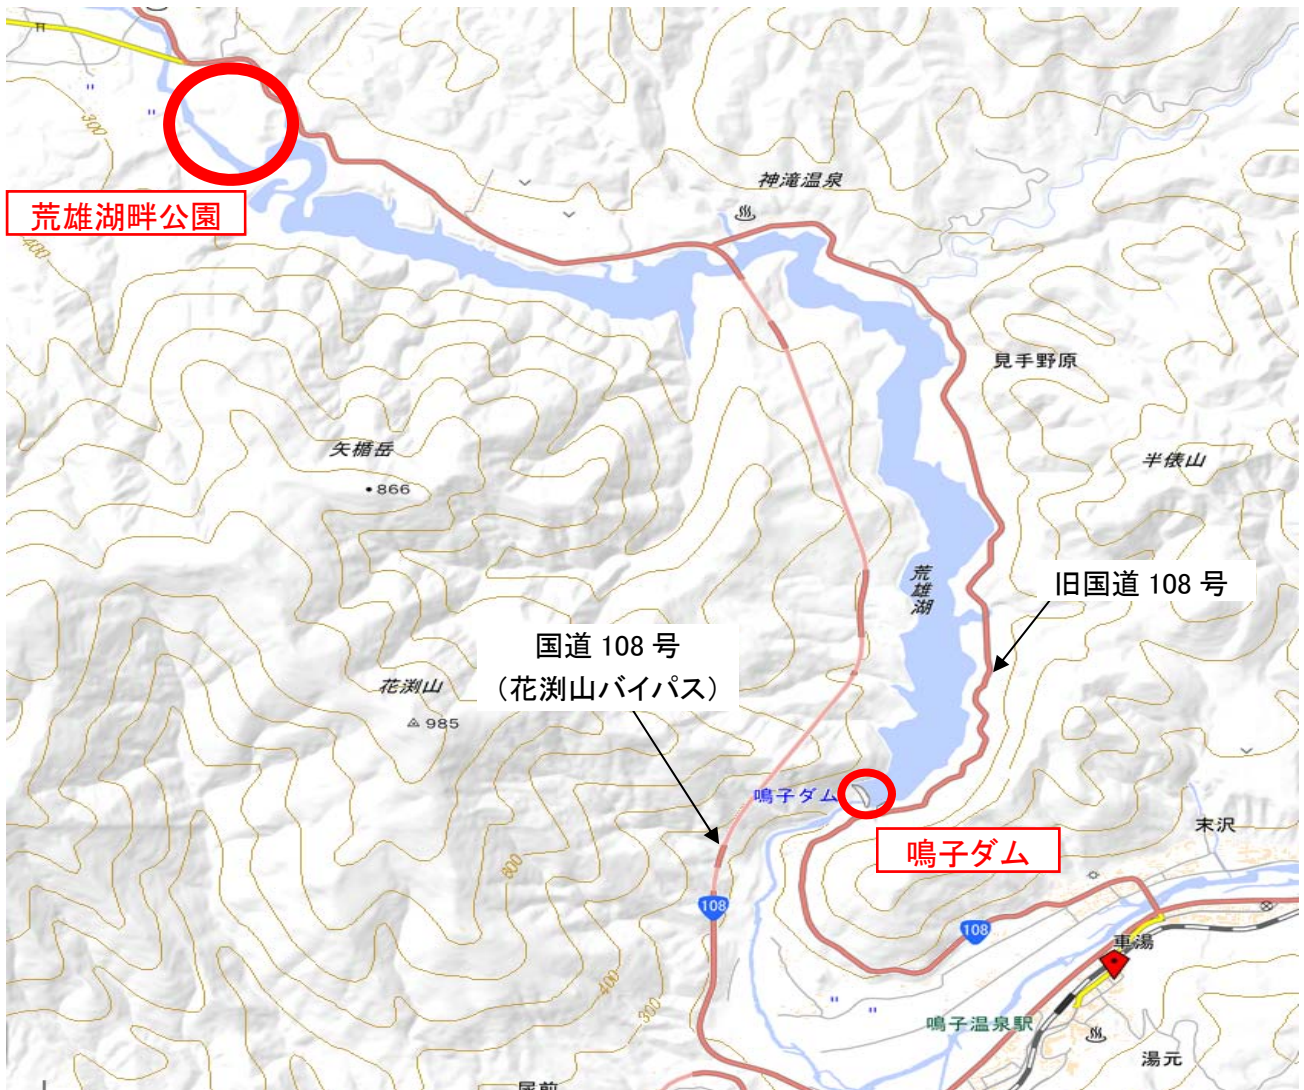 300
荒雄湖畔公園
400
神滝温泉
見手野原
矢楯岳
866
半俵山
荒雄湖
旧国道 108 号
国道 108 号
（花渕山バイパス）
花渕山
985
鳴子ダム
鳴子ダム
末沢
600
108
108
車湯
400
300
鳴子温泉駅
湯元
尿前